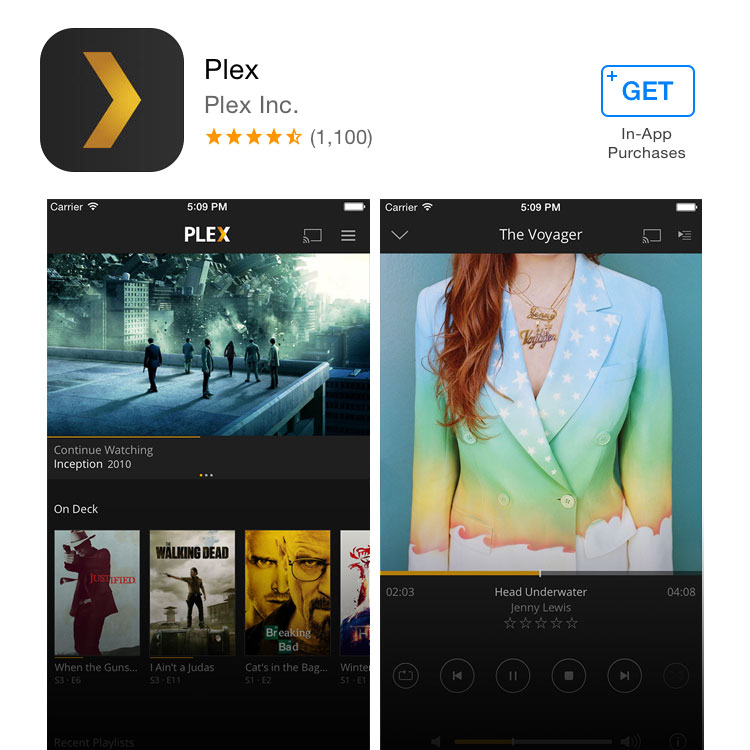 Plex
Plex Inc.
(1,100)
+ GET
In-App
Purchases
Carrier 5:09 PM
PLEX
Continue Watching
Inception 2010
On Deck
JUSTIFIED.
THE
WALKING DEAD
Breaking
Bad
When the Guns...
S3 · E6
I Ain't a Judas
S3 · E11
Cat's in the Bag...
S1 · E2
Winter
S1 · E1
Recent Playlists
Carrier 5:09 PM
The Voyager
Jenny
Voyager
02:03
Head Underwater
04:08
Jenny Lewis